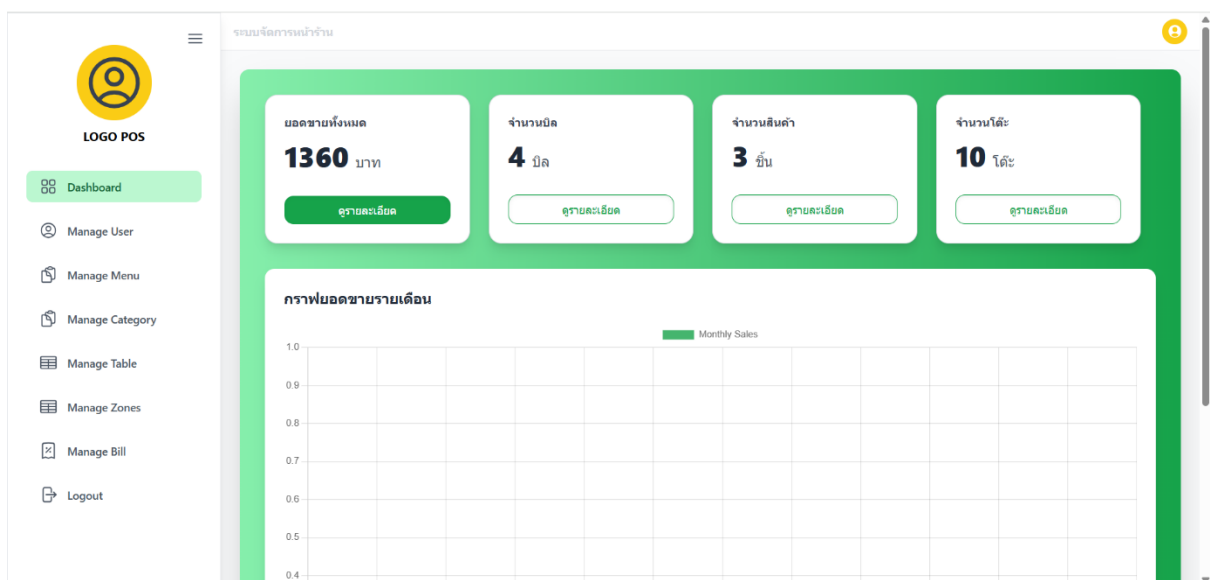 ระบบจัดการหน้าร้าน
LOGO POS
Dashboard
Manage User
Manage Menu
Manage Category
Manage Table
Manage Zones
Manage Bill
Logout
ยอดขายทั้งหมด
1360 บาท
ดูรายละเอียด
จำนวนบิล
4 บิล
ดูรายละเอียด
จำนวนสินค้า
3 ชิ้น
ดูรายละเอียด
จำนวนโต๊ะ
10 โต๊ะ
ดูรายละเอียด
กราฟยอดขายรายเดือน
Monthly Sales
1.0
0.9
0.8
0.7
0.6
0.5
0.4